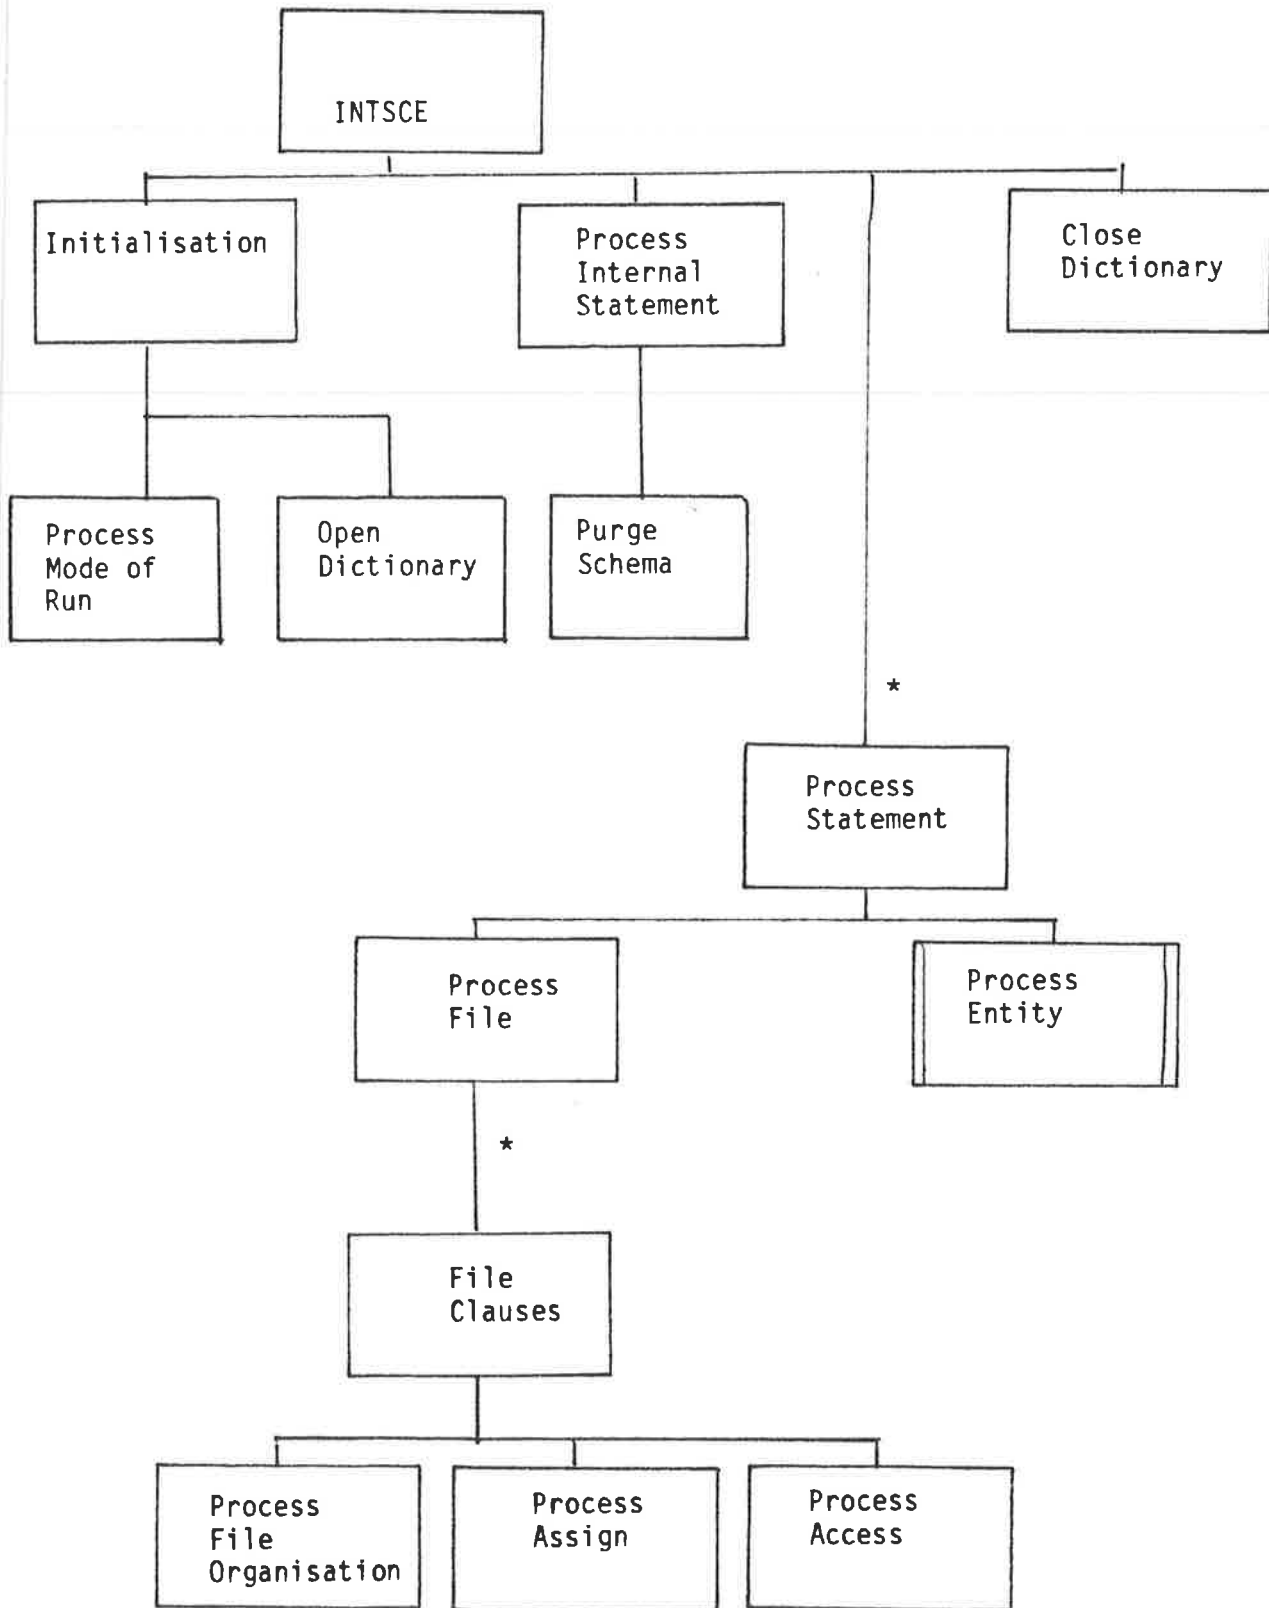 INTSCE
Initialisation
Process
Internal
Statement
Close
Dictionary
Process
Mode of
Run
Open
Dictionary
Purge
Schema
*
Process
Statement
Process
File
Process
Entity
*
File
Clauses
Process
File
Organisation
Process
Assign
Process
Access